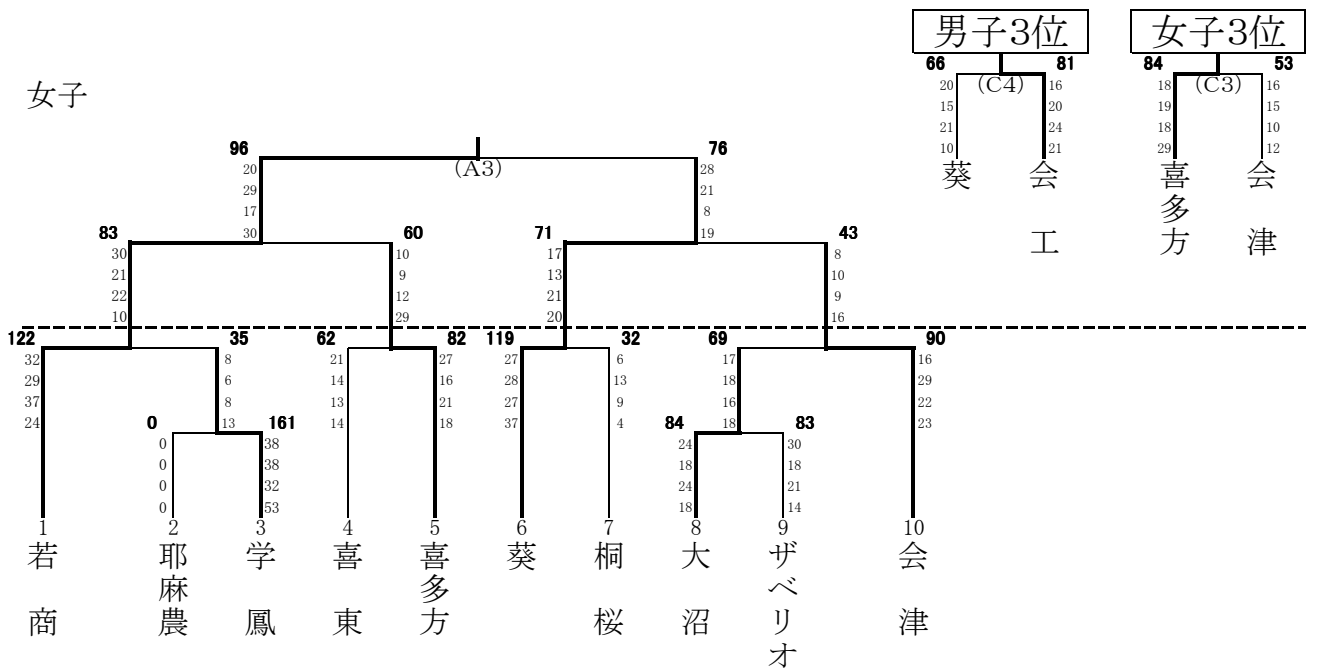 男子3位 女子3位
66 81 84 53
女子
20 (C4) 16 18 (C3) 16
15 20 19 15
21 24 18 10
10 21 29 12
葵 会工 喜多方 会津
96 76
(A3)
20 28
29 21
17 8
30 19
83 60 71 43
30 10 17 8
21 9 13 10
22 12 21 9
10 29 20 16
122 35 62 82 119 32 69 90
32 8 21 27 27 6 17 16
29 6 14 16 28 13 18 29
37 8 13 21 27 9 16 22
24 13 14 18 37 4 18 23
0 161 84 83
0 38 24 30
0 38 18 18
0 32 24 21
0 53 18 14
1 2 3 4 5 6 7 8 9 10
若商 耶麻農 学鳳 喜東 喜多方 葵 桐桜 大沼 ザベリオ 会津